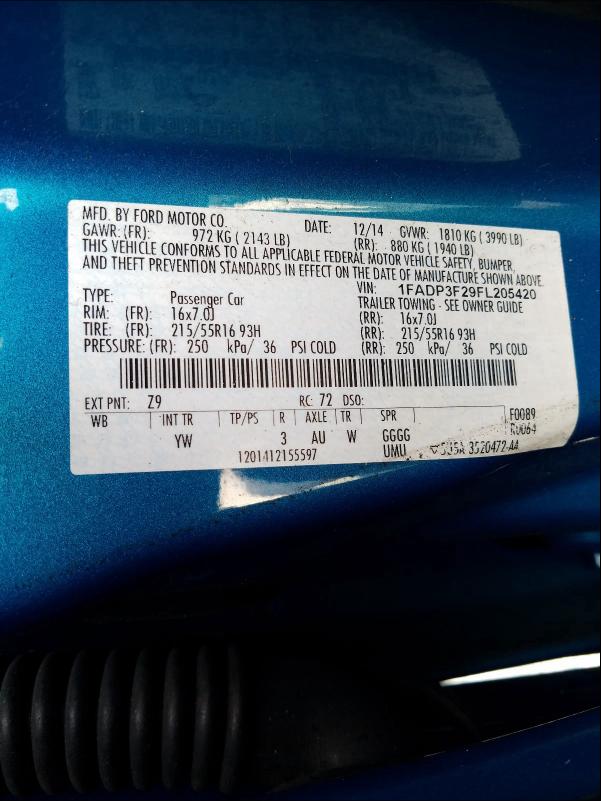 MFD. BY FORD MOTOR CO. DATE: 12/14 GVWR: 1810 KG ( 3990 LB)
GAWR: (FR): 972 KG ( 2143 LB) (RR): 880 KG ( 1940 LB)
THIS VEHICLE CONFORMS TO ALL APPLICABLE FEDERAL MOTOR VEHICLE SAFETY, BUMPER,
AND THEFT PREVENTION STANDARDS IN EFFECT ON THE DATE OF MANUFACTURE SHOWN ABOVE.
VIN: 1FADP3F29FL205420
TYPE: Passenger Car TRAILER TOWING - SEE OWNER GUIDE
RIM: (FR): 16x7.0J (RR): 16x7.0J
TIRE: (FR): 215/55R16 93H (RR): 215/55R16 93H
PRESSURE: (FR): 250 kPa/ 36 PSI COLD (RR): 250 kPa/ 36 PSI COLD
EXT PNT: Z9 RC: 72 DSO:
WB INT TR TP/PS R AXLE TR SPR F0089
YW 3 AU W GGGG R0064
1201412155597 UMU 3520472-AA